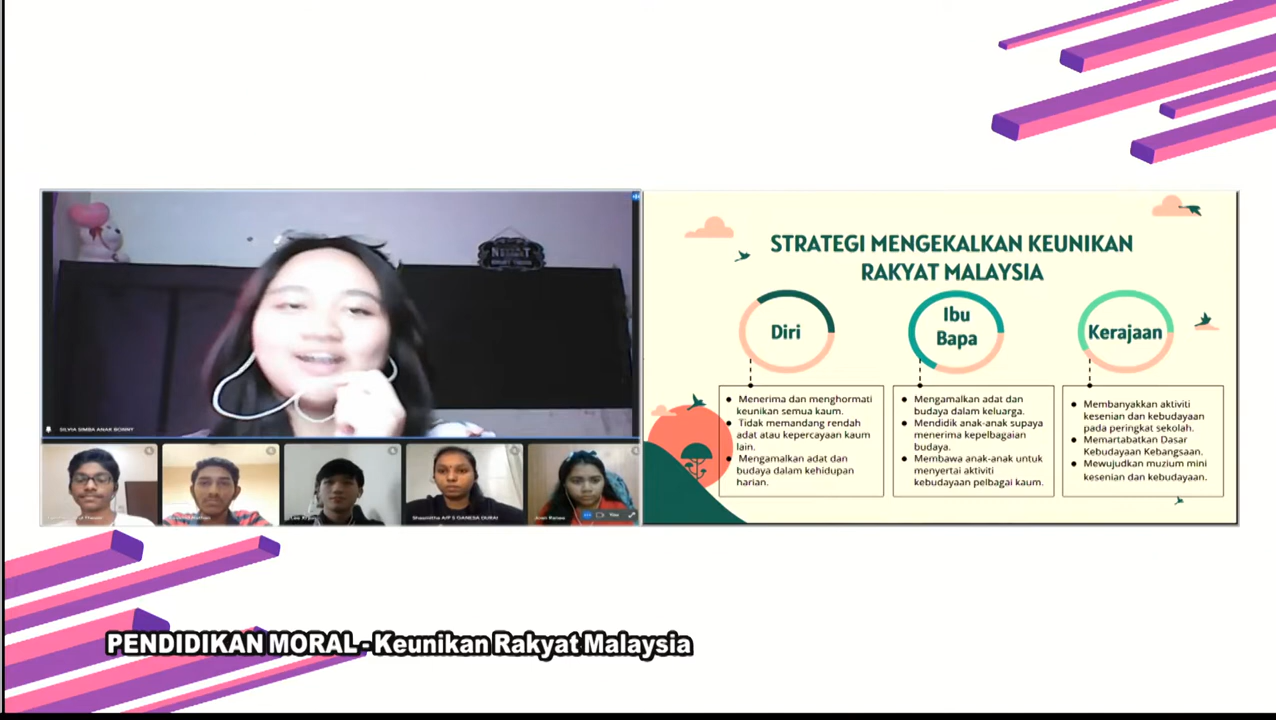 STRATEGI MENGEKALKAN KEUNIKAN
RAKYAT MALAYSIA
Diri
Ibu
Bapa
Kerajaan
● Menerima dan menghormati
keunikan semua kaum.
● Tidak memandang rendah
adat atau kepercayaan kaum
lain.
● Mengamalkan adat dan
budaya dalam kehidupan
harian.
● Mengamalkan adat dan
budaya dalam keluarga.
● Mendidik anak-anak supaya
menerima kepelbagaian
budaya.
● Membawa anak-anak untuk
menyertai aktiviti
kebudayaan pelbagai kaum.
● Membanyakkan aktiviti
kesenian dan kebudayaan
pada peringkat sekolah.
● Memartabatkan Dasar
Kebudayaan Kebangsaan.
● Mewujudkan muzium mini
kesenian dan kebudayaan.
SILVIA SIMBA ANAK BONNY
Shasmitha A/P S GANESA DURAI
PENDIDIKAN MORAL - Keunikan Rakyat Malaysia